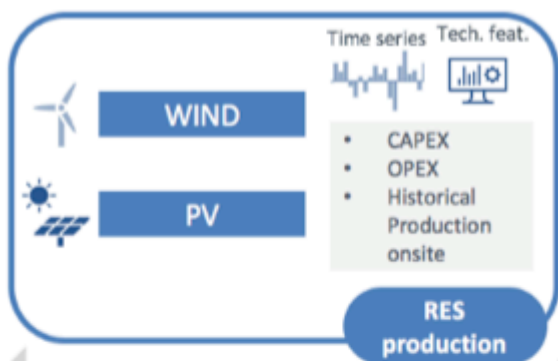 Time series Tech. feat.
WIND
PV
• CAPEX
• OPEX
• Historical
Production
onsite
RES
production